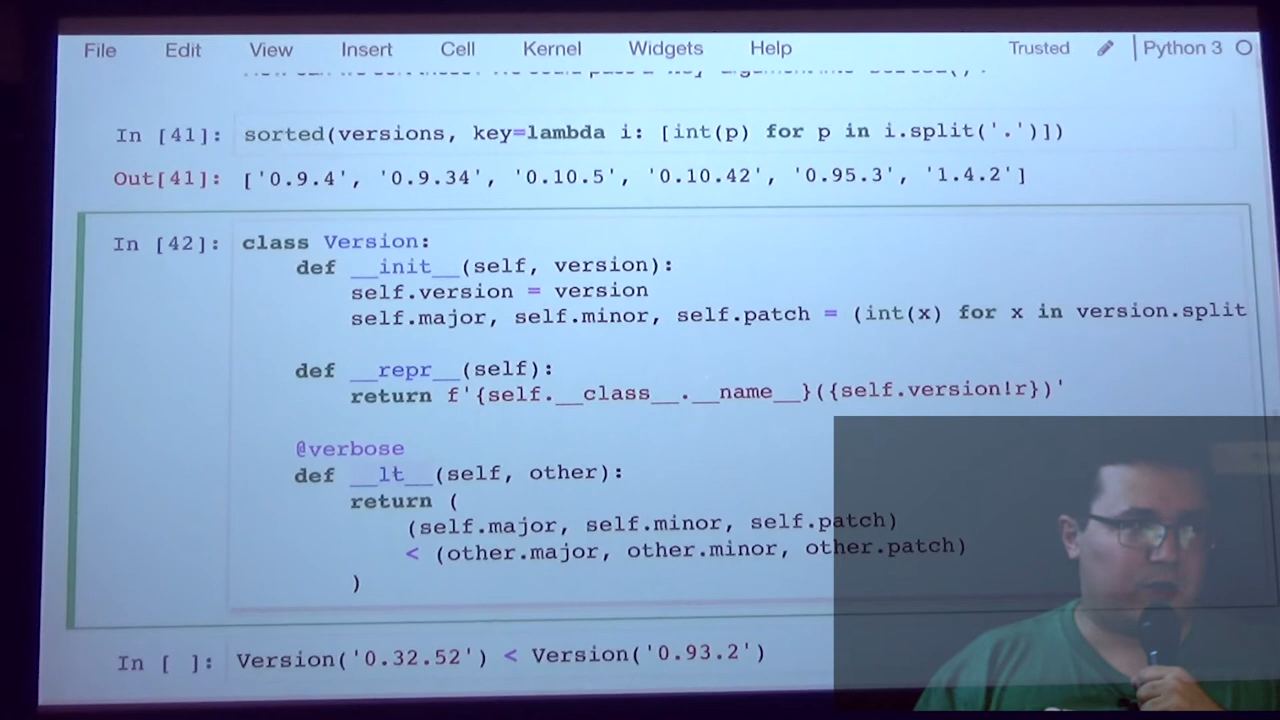 File Edit View Insert Cell Kernel Widgets Help Trusted Python 3
In [41]: sorted(versions, key=lambda i: [int(p) for p in i.split('.')])
Out[41]: ['0.9.4', '0.9.34', '0.10.5', '0.10.42', '0.95.3', '1.4.2']
In [42]: class Version:
def __init__(self, version):
self.version = version
self.major, self.minor, self.patch = (int(x) for x in version.split
def __repr__(self):
return f'{self.__class__.__name__}({self.version!r})'
@verbose
def __lt__(self, other):
return (
(self.major, self.minor, self.patch)
< (other.major, other.minor, other.patch)
)
In [ ]: Version('0.32.52') < Version('0.93.2')